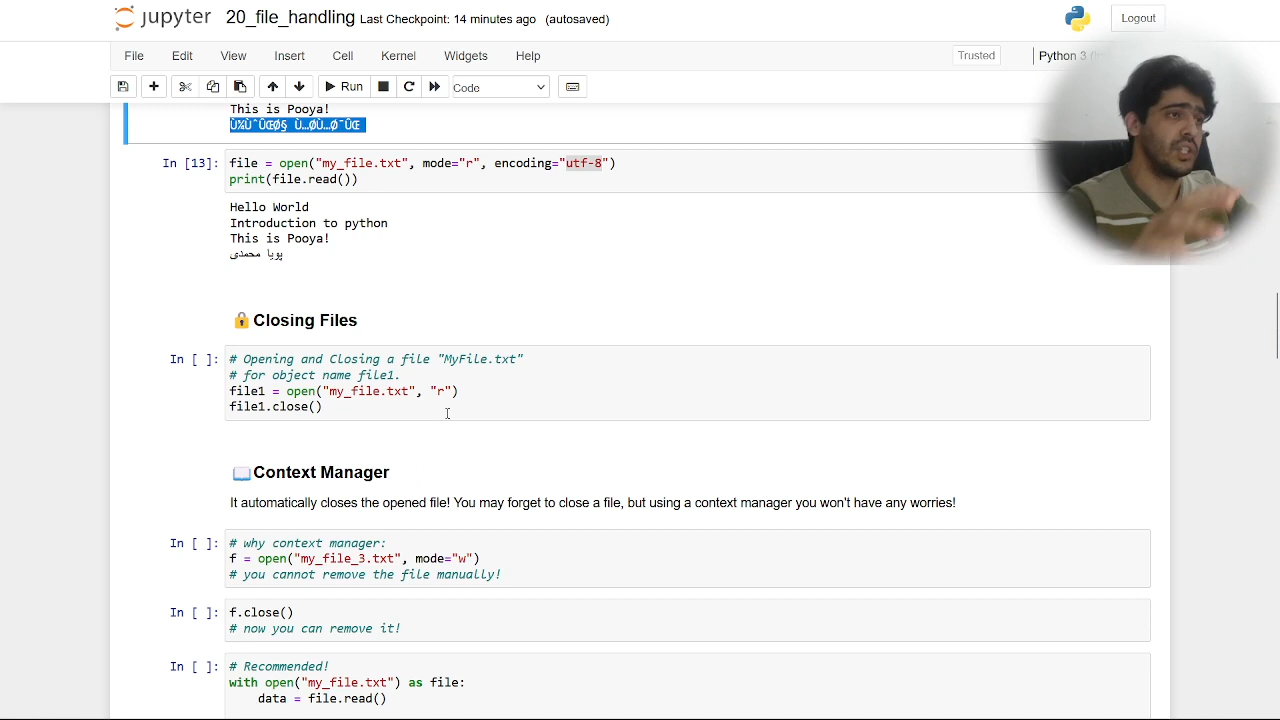 jupyter 20_file_handling Last Checkpoint: 14 minutes ago (autosaved)
Logout
File Edit View Insert Cell Kernel Widgets Help
Trusted
Python 3
Run
Code
This is Pooya!
Ù¾ÙˆÛŒØ§ Ù…ØÙ…Ø¯ÛŒ
In [13]: file = open("my_file.txt", mode="r", encoding="utf-8")
print(file.read())
Hello World
Introduction to python
This is Pooya!
پویا محمدی
🔒 Closing Files
In [ ]: # Opening and Closing a file "MyFile.txt"
# for object name file1.
file1 = open("my_file.txt", "r")
file1.close()
📖 Context Manager
It automatically closes the opened file! You may forget to close a file, but using a context manager you won't have any worries!
In [ ]: # why context manager:
f = open("my_file_3.txt", mode="w")
# you cannot remove the file manually!
In [ ]: f.close()
# now you can remove it!
In [ ]: # Recommended!
with open("my_file.txt") as file:
data = file.read()